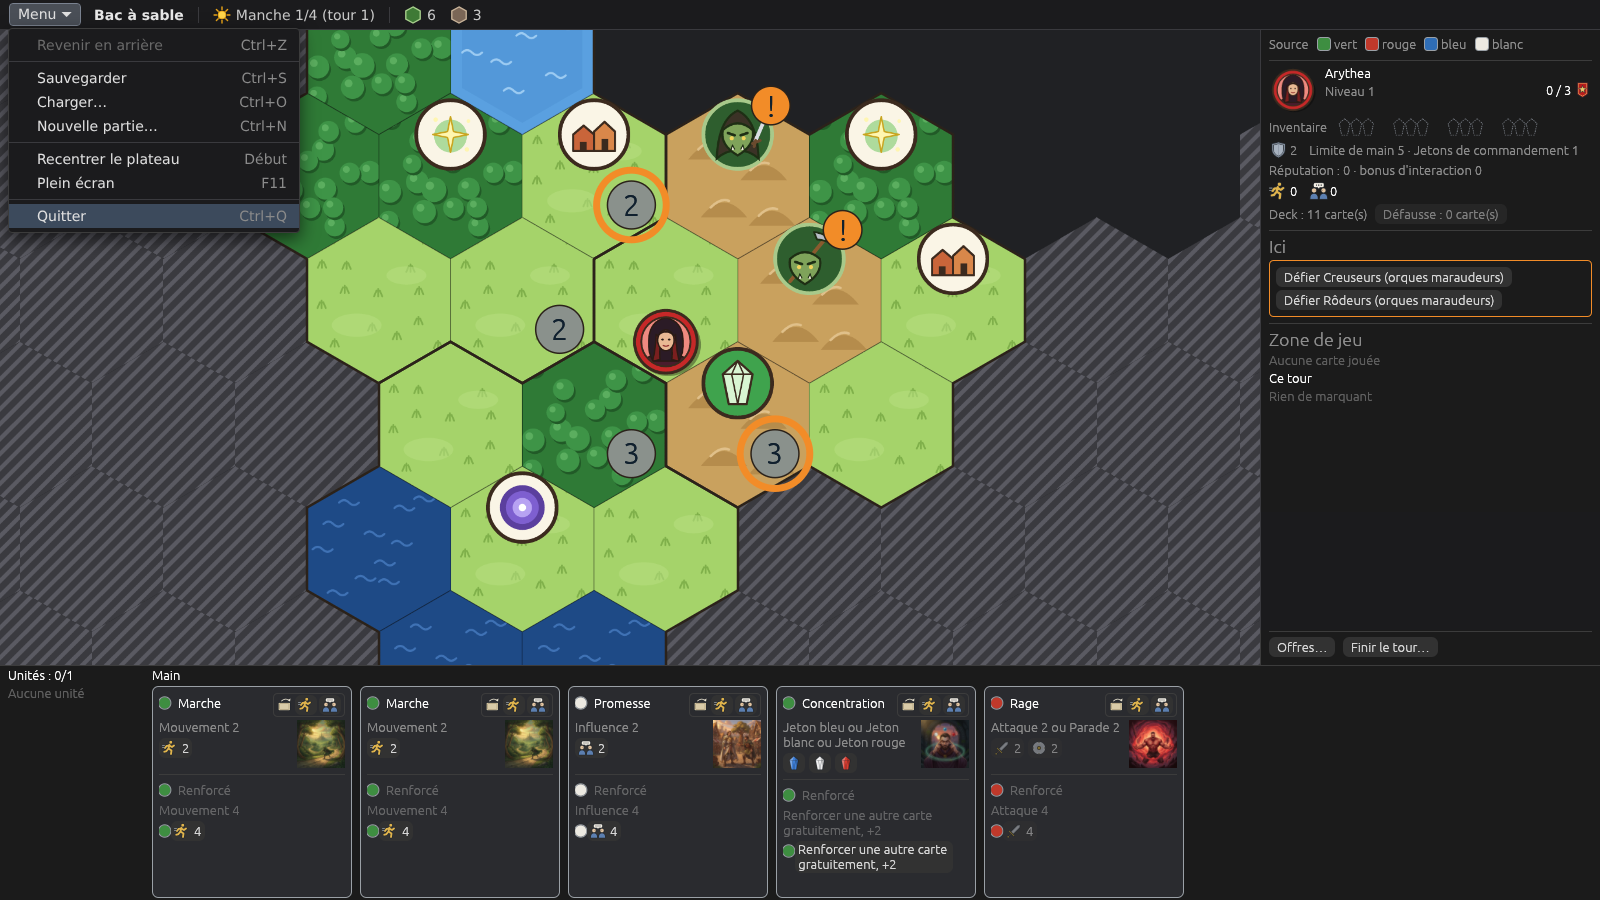 Menu
Bac à sable
Manche 1/4 (tour 1)
6
3
Revenir en arrière Ctrl+Z
Sauvegarder Ctrl+S
Charger… Ctrl+O
Nouvelle partie… Ctrl+N
Recentrer le plateau Début
Plein écran F11
Quitter Ctrl+Q
!
2
!
2
3
3
Source vert rouge bleu blanc
Arythea
Niveau 1
0 / 3
Inventaire
2 Limite de main 5 · Jetons de commandement 1
Réputation : 0 · bonus d'interaction 0
0 0
Deck : 11 carte(s) Défausse : 0 carte(s)
Ici
Défier Creuseurs (orques maraudeurs)
Défier Rôdeurs (orques maraudeurs)
Zone de jeu
Aucune carte jouée
Ce tour
Rien de marquant
Offres… Finir le tour…
Unités : 0/1
Aucune unité
Main
Marche
Mouvement 2
2
Renforcé
Mouvement 4
4
Marche
Mouvement 2
2
Renforcé
Mouvement 4
4
Promesse
Influence 2
2
Renforcé
Influence 4
4
Concentration
Jeton bleu ou Jeton
blanc ou Jeton rouge
Renforcé
Renforcer une autre carte
gratuitement, +2
Renforcer une autre carte
gratuitement, +2
Rage
Attaque 2 ou Parade 2
2 2
Renforcé
Attaque 4
4